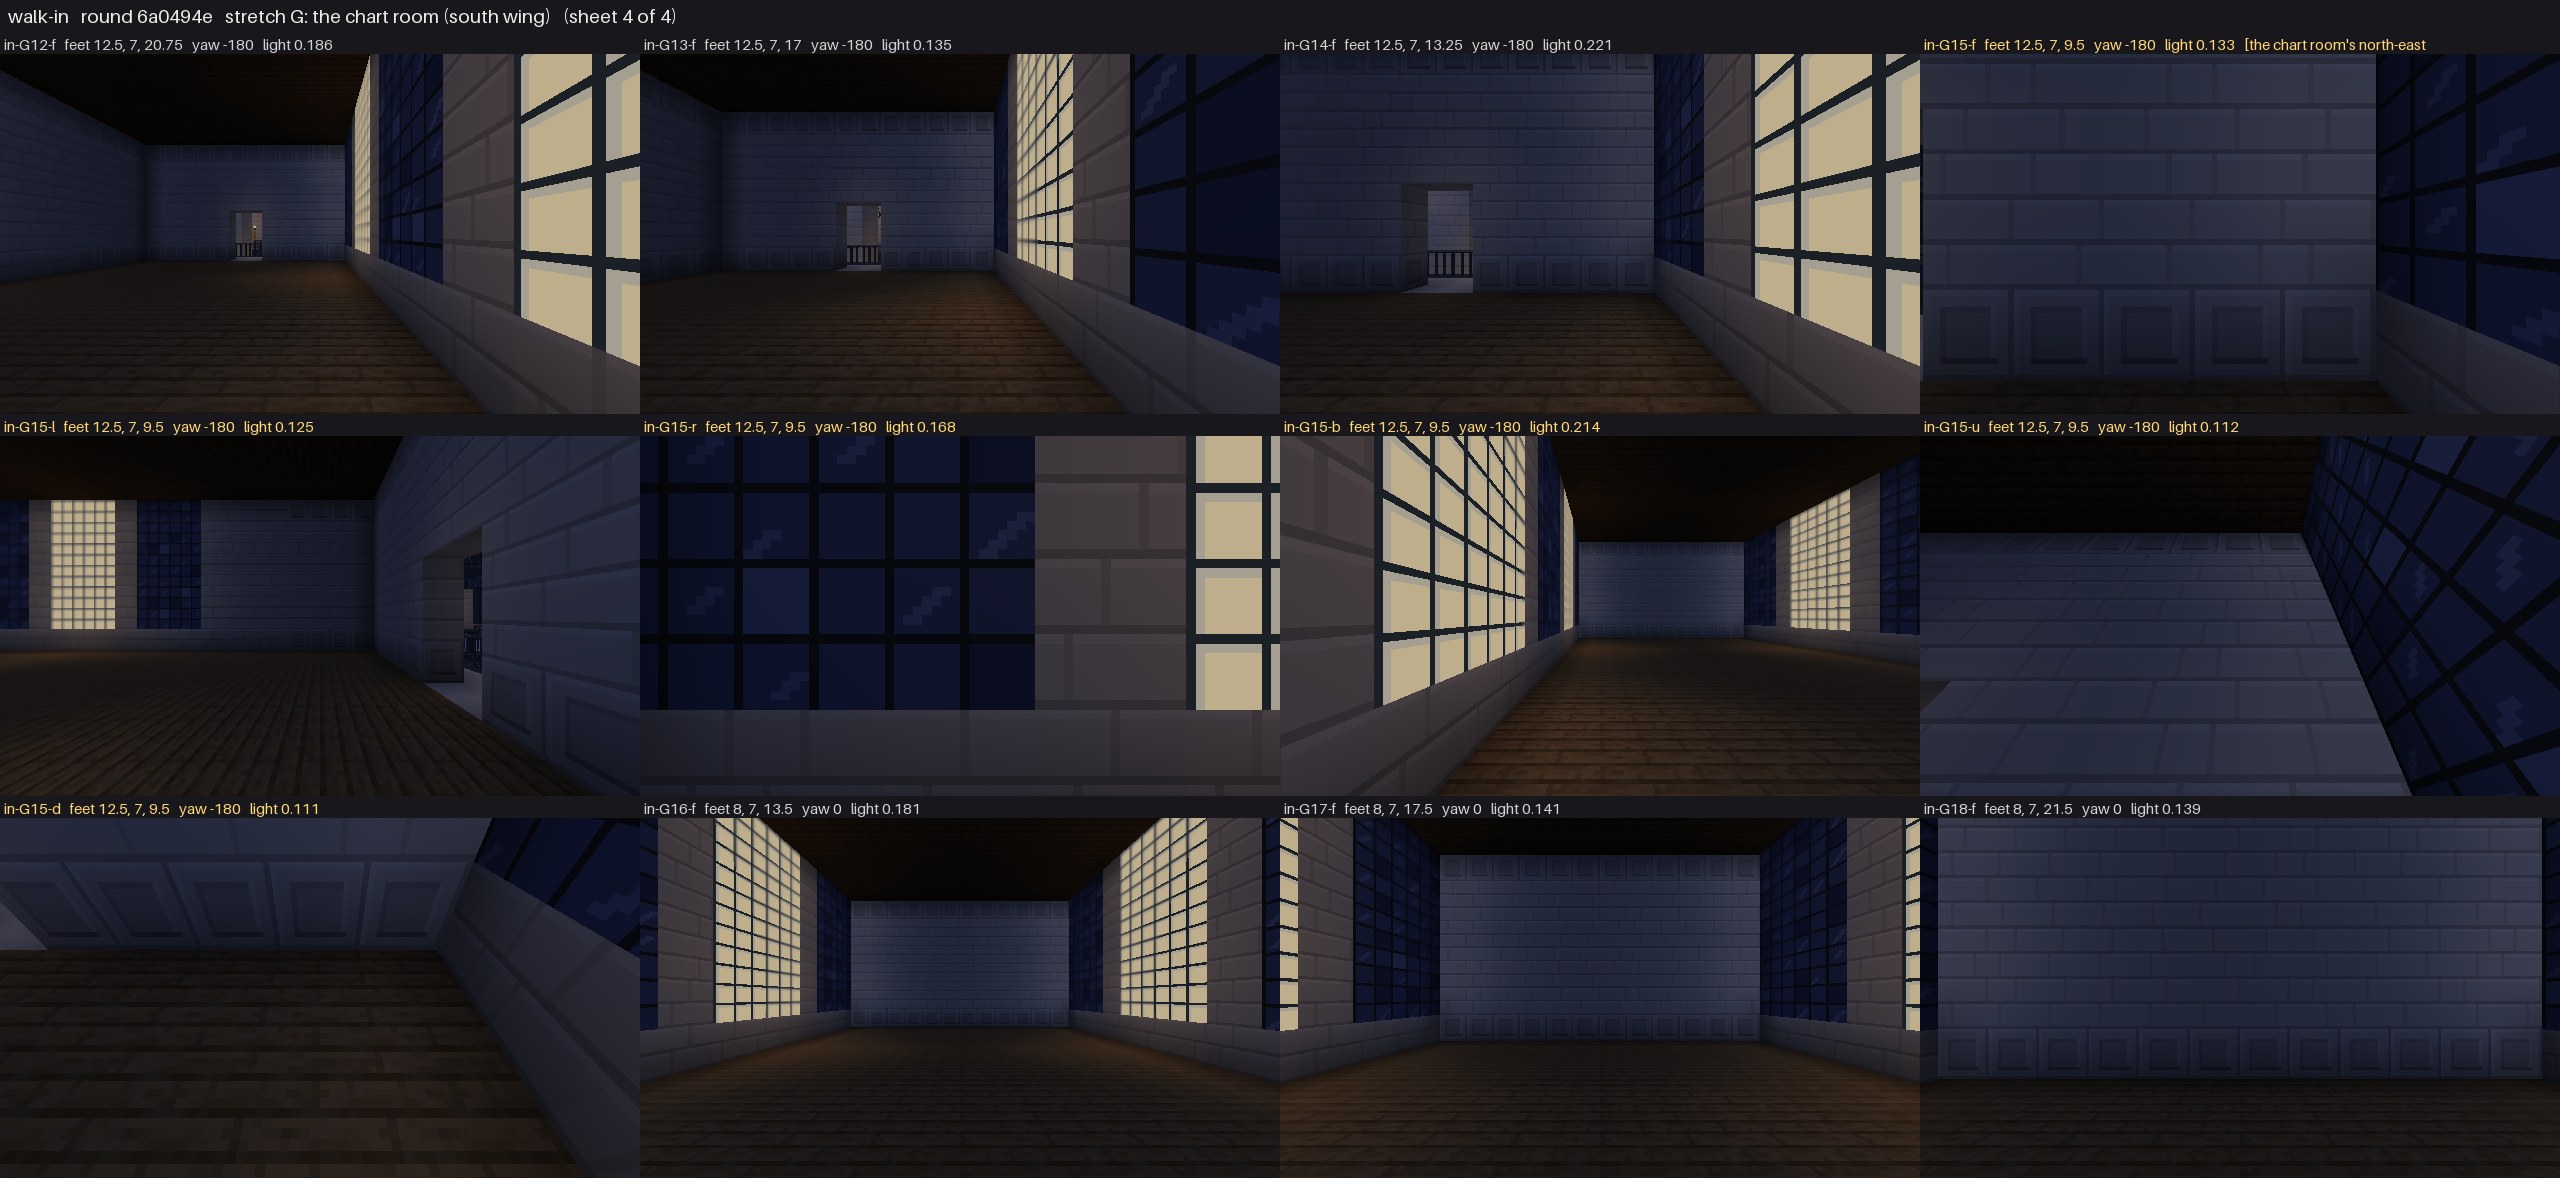 walk-in round 6a0494e stretch G: the chart room (south wing) (sheet 4 of 4)
in-G12-f feet 12.5, 7, 20.75 yaw -180 light 0.186
in-G13-f feet 12.5, 7, 17 yaw -180 light 0.135
in-G14-f feet 12.5, 7, 13.25 yaw -180 light 0.221
in-G15-f feet 12.5, 7, 9.5 yaw -180 light 0.133 [the chart room's north-east
in-G15-l feet 12.5, 7, 9.5 yaw -180 light 0.125
in-G15-r feet 12.5, 7, 9.5 yaw -180 light 0.168
in-G15-b feet 12.5, 7, 9.5 yaw -180 light 0.214
in-G15-u feet 12.5, 7, 9.5 yaw -180 light 0.112
in-G15-d feet 12.5, 7, 9.5 yaw -180 light 0.111
in-G16-f feet 8, 7, 13.5 yaw 0 light 0.181
in-G17-f feet 8, 7, 17.5 yaw 0 light 0.141
in-G18-f feet 8, 7, 21.5 yaw 0 light 0.139